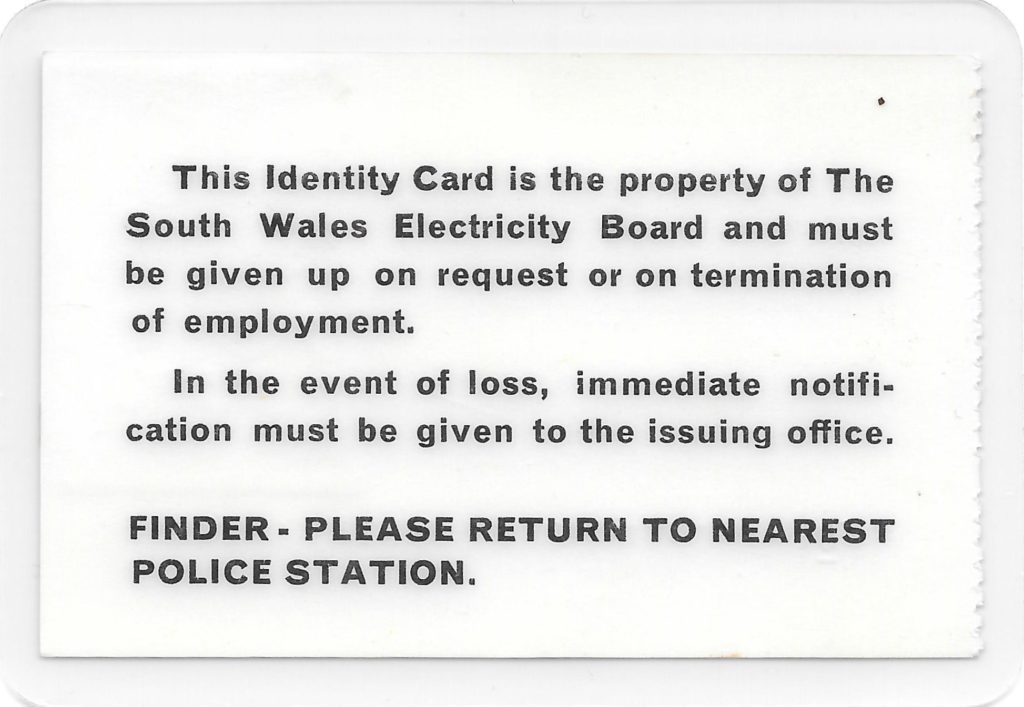 This Identity Card is the property of The
South Wales Electricity Board and must
be given up on request or on termination
of employment.
In the event of loss, immediate notifi-
cation must be given to the issuing office.
FINDER - PLEASE RETURN TO NEAREST
POLICE STATION.